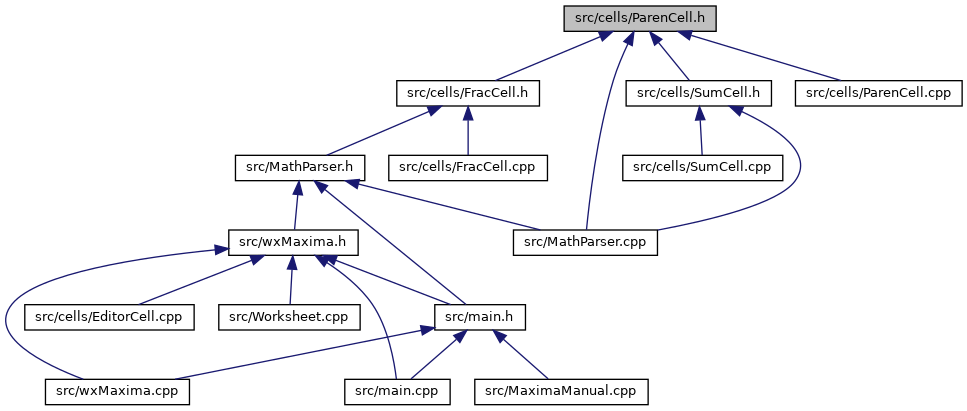 src/cells/ParenCell.h
src/cells/FracCell.h
src/cells/SumCell.h
src/cells/ParenCell.cpp
src/MathParser.h
src/cells/FracCell.cpp
src/cells/SumCell.cpp
src/wxMaxima.h
src/MathParser.cpp
src/cells/EditorCell.cpp
src/Worksheet.cpp
src/main.h
src/wxMaxima.cpp
src/main.cpp
src/MaximaManual.cpp